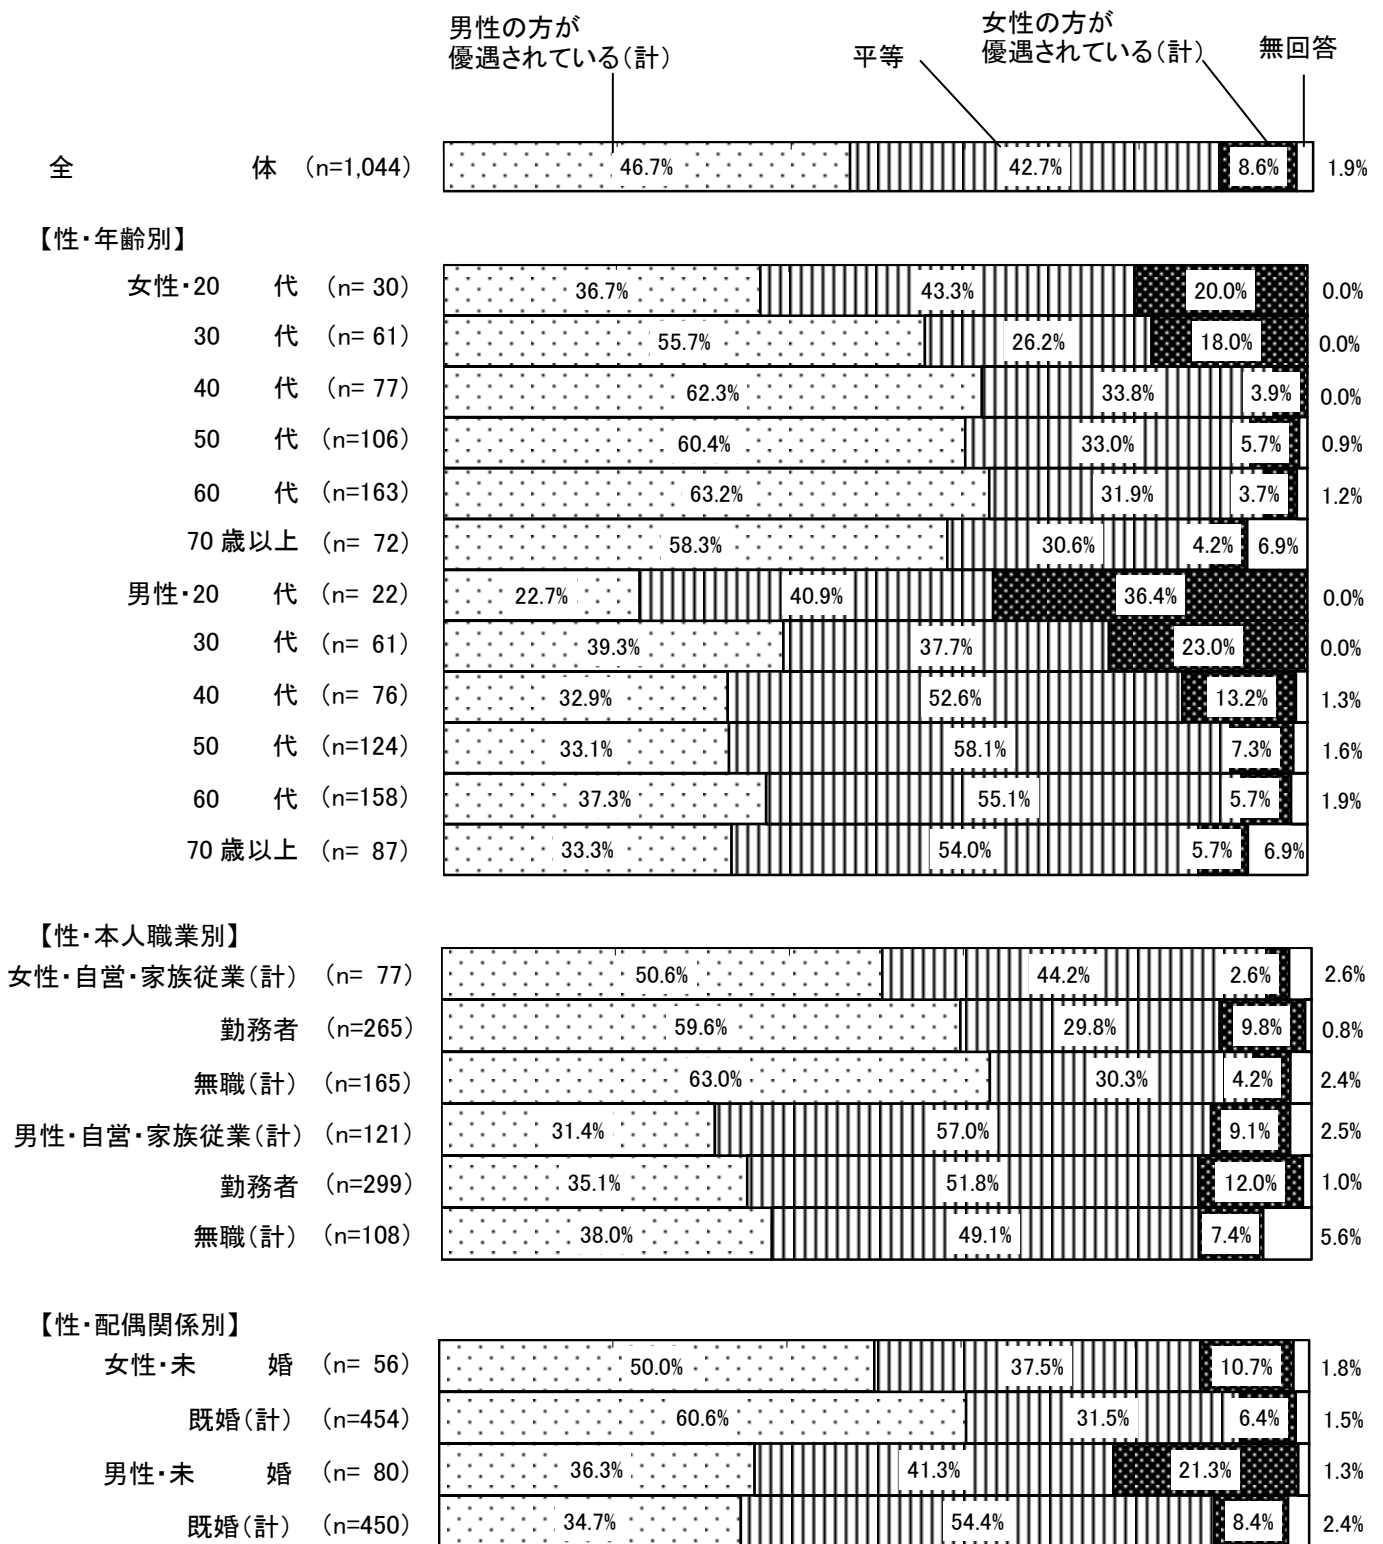 男性の方が
優遇されている(計)
平等
女性の方が
優遇されている(計)
無回答
全 体 (n=1,044) 46.7% 42.7% 8.6% 1.9%
【性・年齢別】
女性・20 代 (n= 30) 36.7% 43.3% 20.0% 0.0%
30 代 (n= 61) 55.7% 26.2% 18.0% 0.0%
40 代 (n= 77) 62.3% 33.8% 3.9% 0.0%
50 代 (n=106) 60.4% 33.0% 5.7% 0.9%
60 代 (n=163) 63.2% 31.9% 3.7% 1.2%
70 歳以上 (n= 72) 58.3% 30.6% 4.2% 6.9%
男性・20 代 (n= 22) 22.7% 40.9% 36.4% 0.0%
30 代 (n= 61) 39.3% 37.7% 23.0% 0.0%
40 代 (n= 76) 32.9% 52.6% 13.2% 1.3%
50 代 (n=124) 33.1% 58.1% 7.3% 1.6%
60 代 (n=158) 37.3% 55.1% 5.7% 1.9%
70 歳以上 (n= 87) 33.3% 54.0% 5.7% 6.9%
【性・本人職業別】
女性・自営・家族従業(計) (n= 77) 50.6% 44.2% 2.6% 2.6%
勤務者 (n=265) 59.6% 29.8% 9.8% 0.8%
無職(計) (n=165) 63.0% 30.3% 4.2% 2.4%
男性・自営・家族従業(計) (n=121) 31.4% 57.0% 9.1% 2.5%
勤務者 (n=299) 35.1% 51.8% 12.0% 1.0%
無職(計) (n=108) 38.0% 49.1% 7.4% 5.6%
【性・配偶関係別】
女性・未 婚 (n= 56) 50.0% 37.5% 10.7% 1.8%
既婚(計) (n=454) 60.6% 31.5% 6.4% 1.5%
男性・未 婚 (n= 80) 36.3% 41.3% 21.3% 1.3%
既婚(計) (n=450) 34.7% 54.4% 8.4% 2.4%